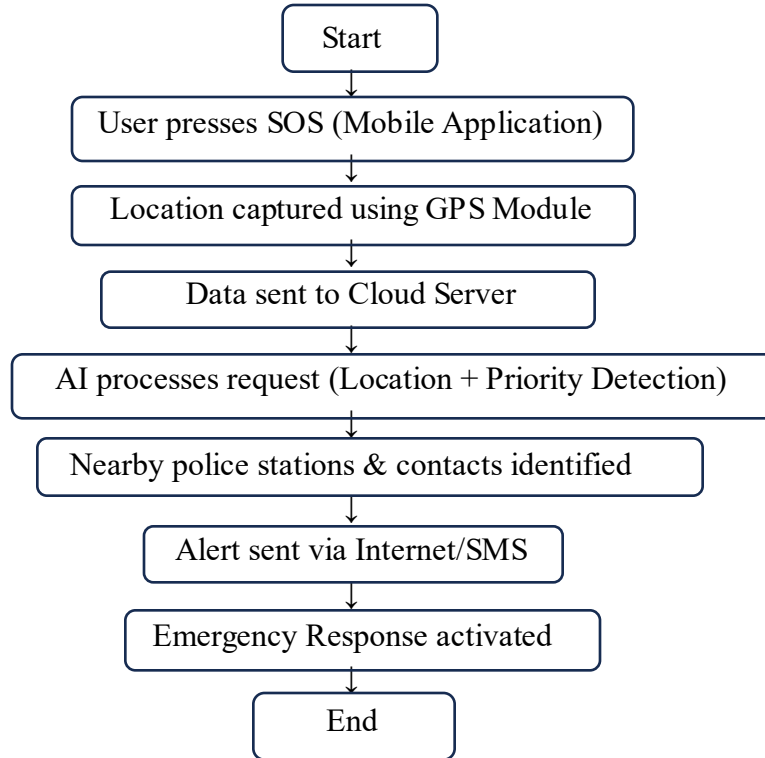 Start
User presses SOS (Mobile Application)
Location captured using GPS Module
Data sent to Cloud Server
AI processes request (Location + Priority Detection)
Nearby police stations & contacts identified
Alert sent via Internet/SMS
Emergency Response activated
End